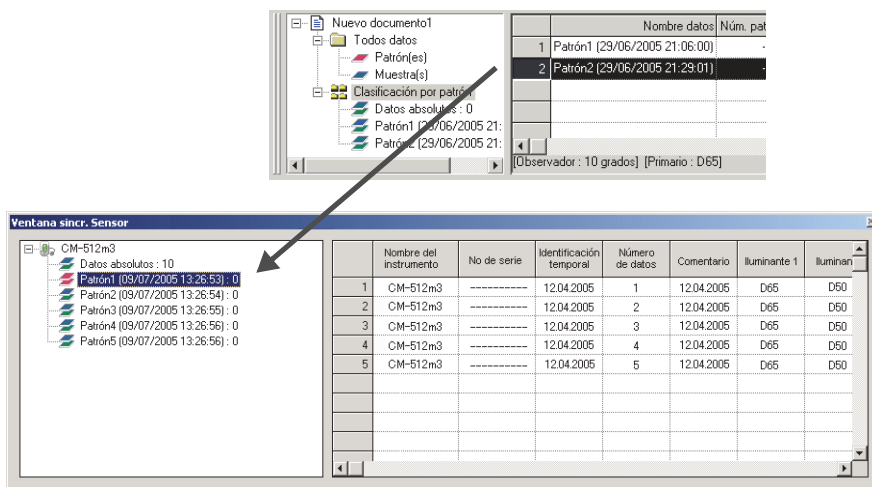 Nuevo documento1
Todos datos
Patrón(es)
Muestra(s)
Clasificación por patrón
Datos absolutos : 0
Patrón1 (29/06/2005 21:
Patrón2 (29/06/2005 21:
Nombre datos Núm. pat
1 Patrón1 (29/06/2005 21:06:00) -
2 Patrón2 (29/06/2005 21:29:01) -
[Observador : 10 grados] [Primario : D65]
Ventana sincr. Sensor
CM-512m3
Datos absolutos : 10
Patrón1 (09/07/2005 13:26:53) : 0
Patrón2 (09/07/2005 13:26:54) : 0
Patrón3 (09/07/2005 13:26:55) : 0
Patrón4 (09/07/2005 13:26:56) : 0
Patrón5 (09/07/2005 13:26:56) : 0
Nombre del instrumento No de serie Identificación temporal Número de datos Comentario Iluminante 1 Iluminan
1 CM-512m3 ---------- 12.04.2005 1 12.04.2005 D65 D50
2 CM-512m3 ---------- 12.04.2005 2 12.04.2005 D65 D50
3 CM-512m3 ---------- 12.04.2005 3 12.04.2005 D65 D50
4 CM-512m3 ---------- 12.04.2005 4 12.04.2005 D65 D50
5 CM-512m3 ---------- 12.04.2005 5 12.04.2005 D65 D50